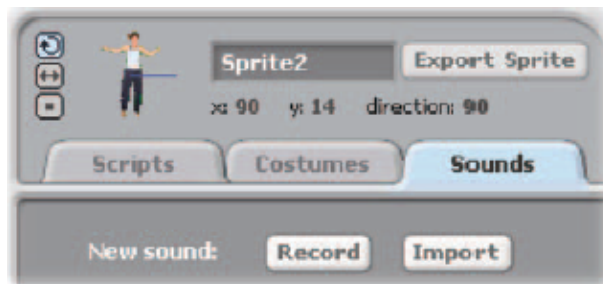 Sprite2 Export Sprite
x: 90 y: 14 direction: 90
Scripts Costumes Sounds
New sound: Record Import